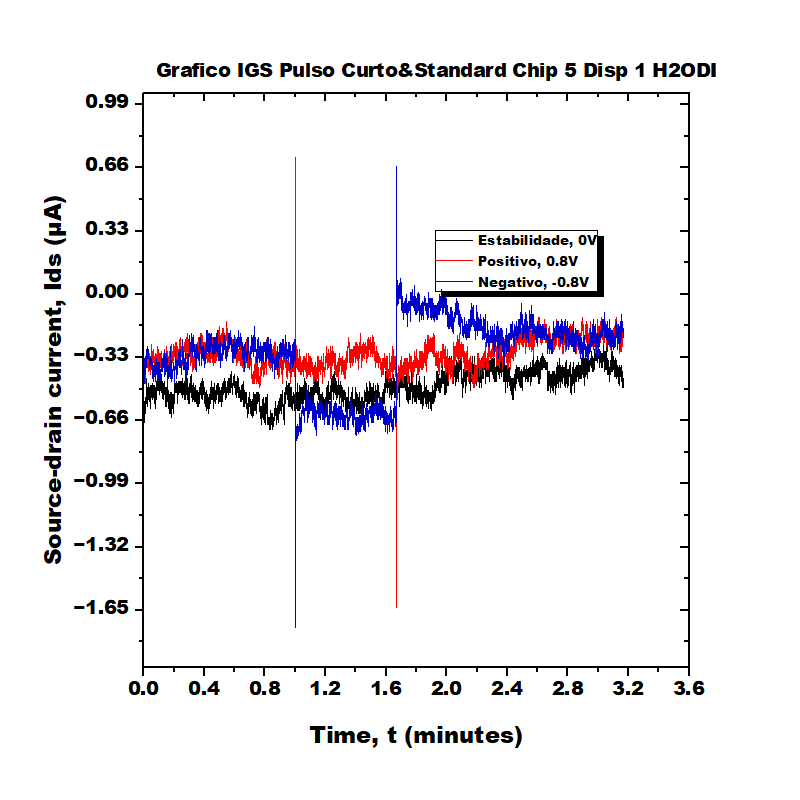 Grafico IGS Pulso Curto&Standard Chip 5 Disp 1 H2ODI
0.99
0.66
0.33
0.00
−0.33
−0.66
−0.99
−1.32
−1.65
Source-drain current, Ids (µA)
Estabilidade, 0V
Positivo, 0.8V
Negativo, -0.8V
0.0 0.4 0.8 1.2 1.6 2.0 2.4 2.8 3.2 3.6
Time, t (minutes)